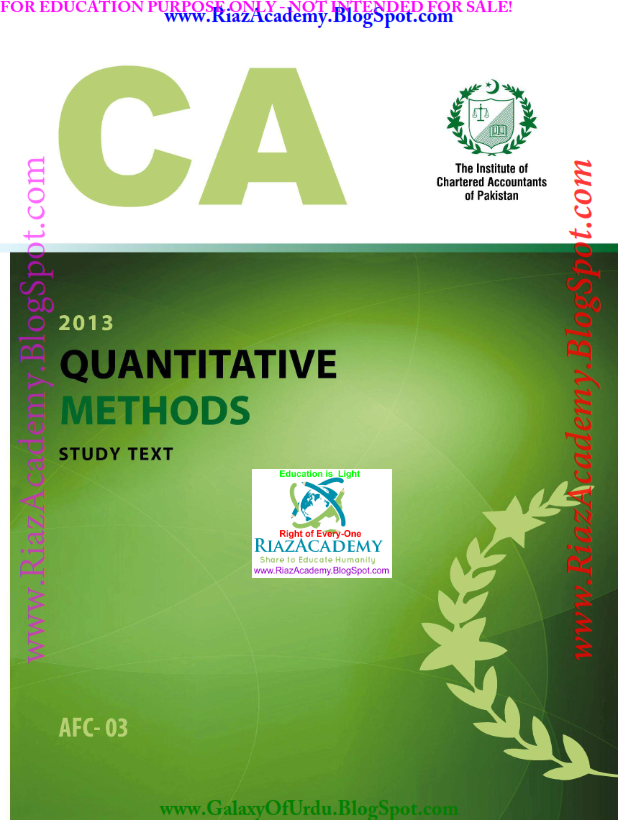 FOR EDUCATION PURPOSE ONLY - NOT INTENDED FOR SALE!
www.RiazAcademy.BlogSpot.com
CA
The Institute of
Chartered Accountants
of Pakistan
www.RiazAcademy.BlogSpot.com
www.RiazAcademy.BlogSpot.com
2013
QUANTITATIVE
METHODS
STUDY TEXT
Education is Light
Right of Every-One
RIAZACADEMY
Share to Educate Humanity
www.RiazAcademy.BlogSpot.com
AFC- 03
www.GalaxyOfUrdu.BlogSpot.com